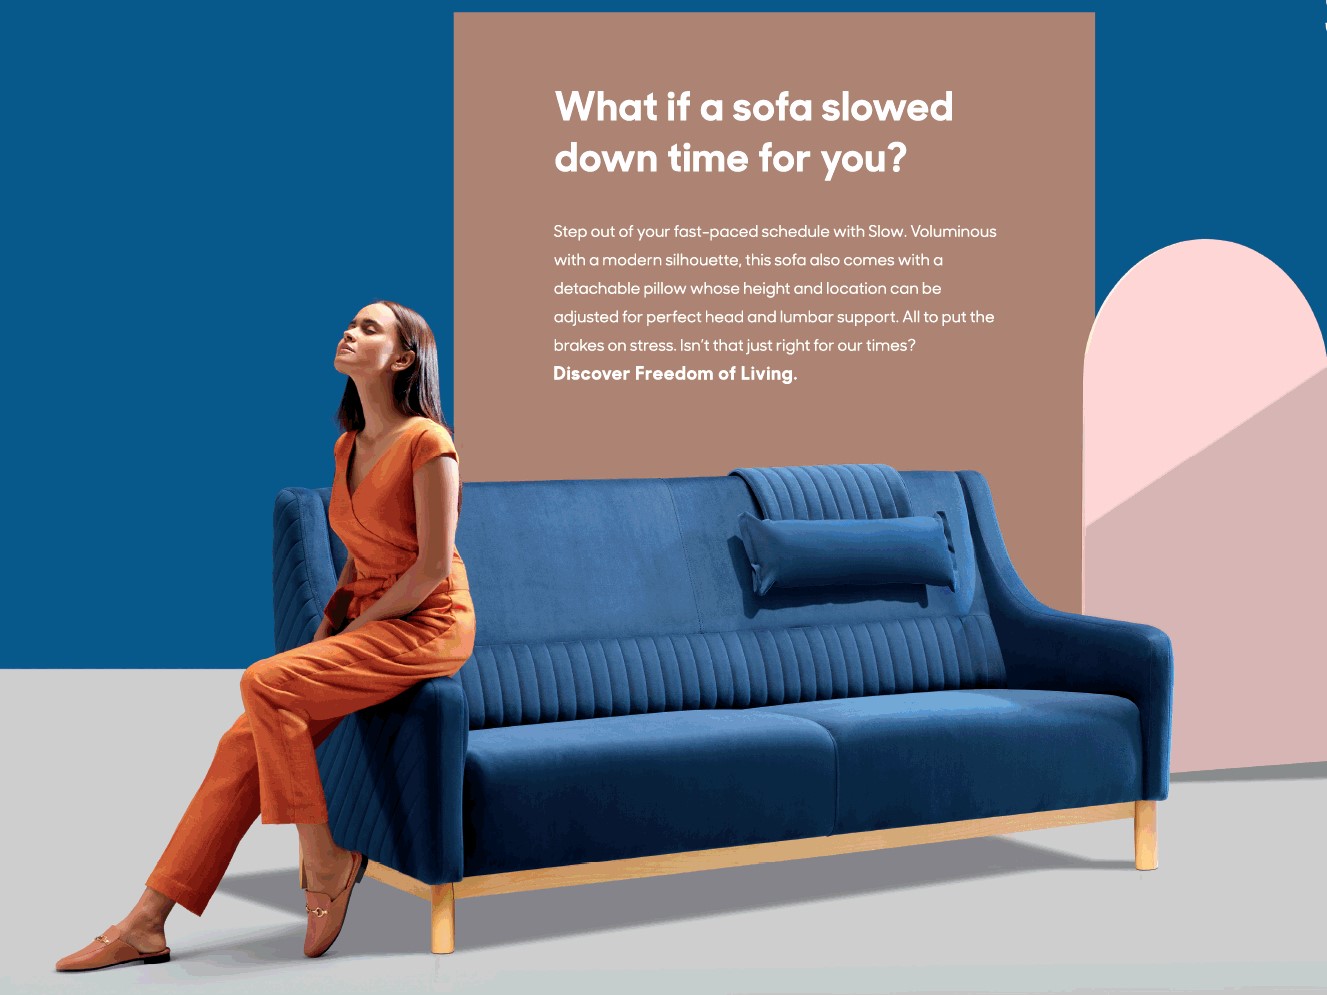 What if a sofa slowed
down time for you?
Step out of your fast-paced schedule with Slow. Voluminous
with a modern silhouette, this sofa also comes with a
detachable pillow whose height and location can be
adjusted for perfect head and lumbar support. All to put the
brakes on stress. Isn't that just right for our times?
Discover Freedom of Living.